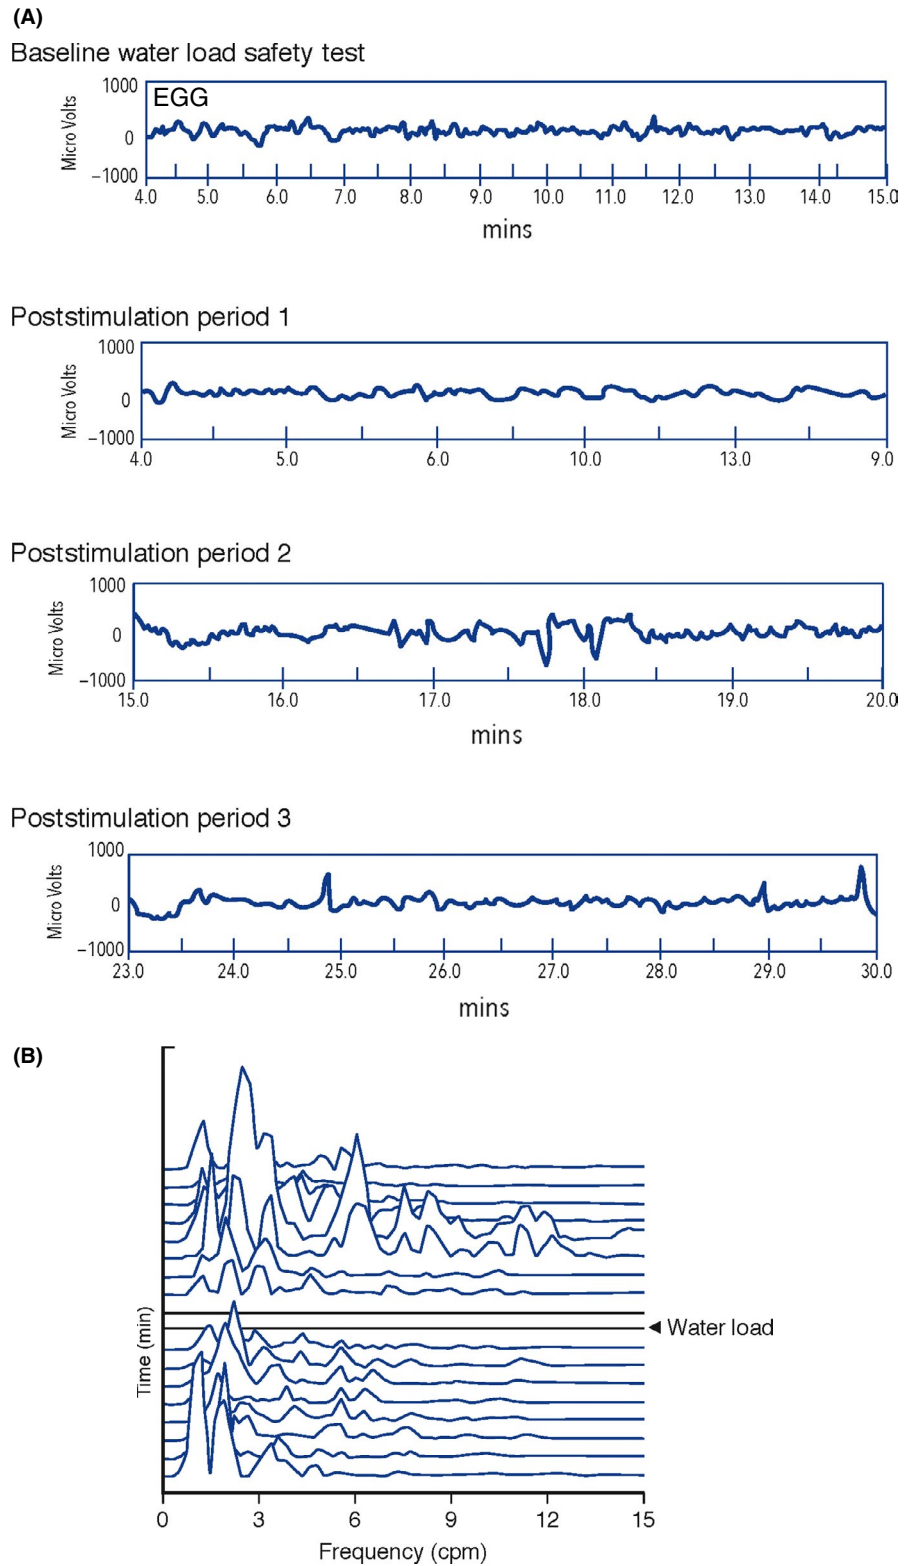 (A)
Baseline water load safety test
1000
EGG
Micro Volts
0
−1000
4.0 5.0 6.0 7.0 8.0 9.0 10.0 11.0 12.0 13.0 14.0 15.0
mins
Poststimulation period 1
1000
Micro Volts
0
−1000
4.0 5.0 6.0 10.0 13.0 9.0
Poststimulation period 2
1000
Micro Volts
0
−1000
15.0 16.0 17.0 18.0 19.0 20.0
mins
Poststimulation period 3
1000
Micro Volts
0
−1000
23.0 24.0 25.0 26.0 27.0 28.0 29.0 30.0
mins
(B)
Time (min)
Water load
0 3 6 9 12 15
Frequency (cpm)